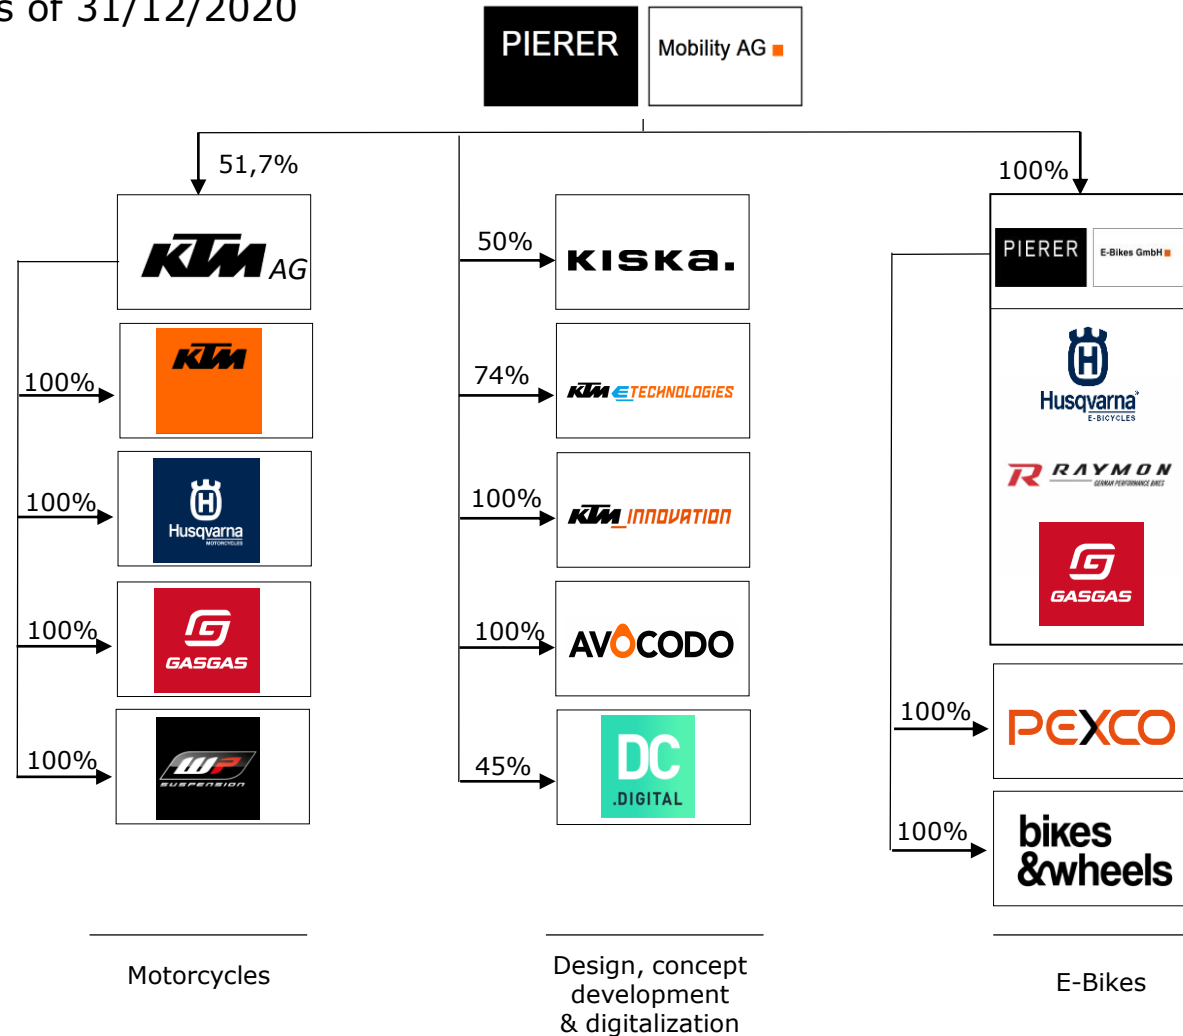 s of 31/12/2020
PIERER
Mobility AG
51,7%
100%
KTM AG
50%
KISKa.
PIERER
E-Bikes GmbH
100%
KTM
74%
KTM ETECHNOLOGIES
Husqvarna
E-BICYCLES
100%
Husqvarna
MOTORCYCLES
100%
KTM INNOVATION
R RAYMON
GERMAN PERFORMANCE BIKES
100%
GASGAS
100%
AVOCODO
GASGAS
100%
WP
SUSPENSION
45%
DC
.DIGITAL
100%
PEXCO
100%
bikes
&wheels
Motorcycles
Design, concept
development
& digitalization
E-Bikes